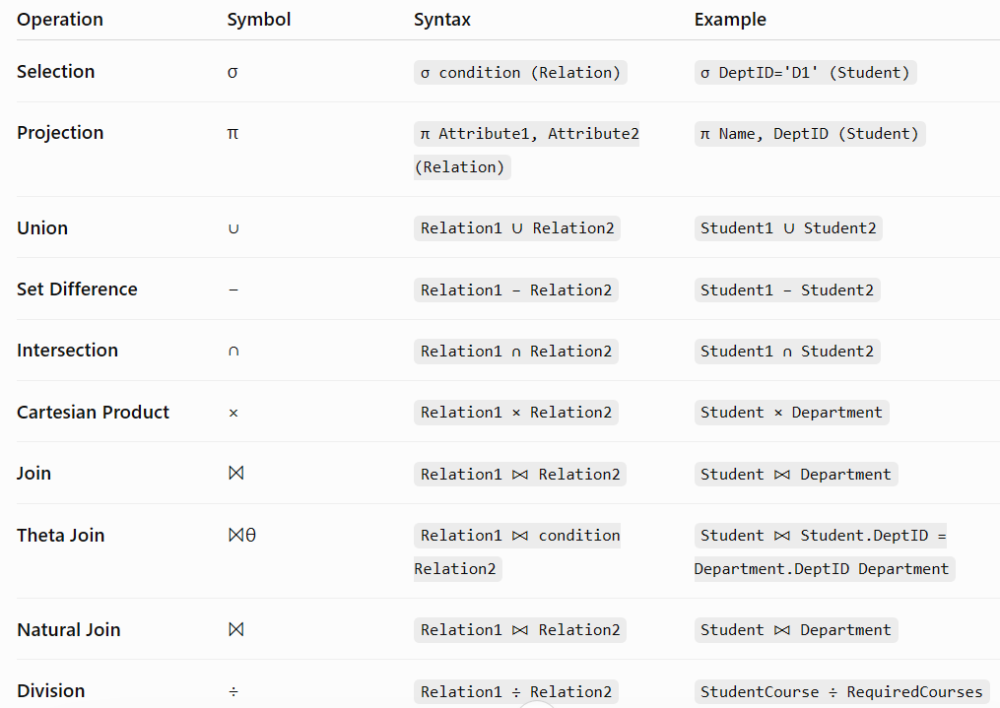 Operation Symbol Syntax Example
Selection σ σ condition (Relation) σ DeptID='D1' (Student)
Projection π π Attribute1, Attribute2 π Name, DeptID (Student)
(Relation)
Union ∪ Relation1 ∪ Relation2 Student1 ∪ Student2
Set Difference − Relation1 − Relation2 Student1 − Student2
Intersection ∩ Relation1 ∩ Relation2 Student1 ∩ Student2
Cartesian Product × Relation1 × Relation2 Student × Department
Join ⨝ Relation1 ⨝ Relation2 Student ⨝ Department
Theta Join ⨝θ Relation1 ⨝ condition Student ⨝ Student.DeptID =
Relation2 Department.DeptID Department
Natural Join ⨝ Relation1 ⨝ Relation2 Student ⨝ Department
Division ÷ Relation1 ÷ Relation2 StudentCourse ÷ RequiredCourses